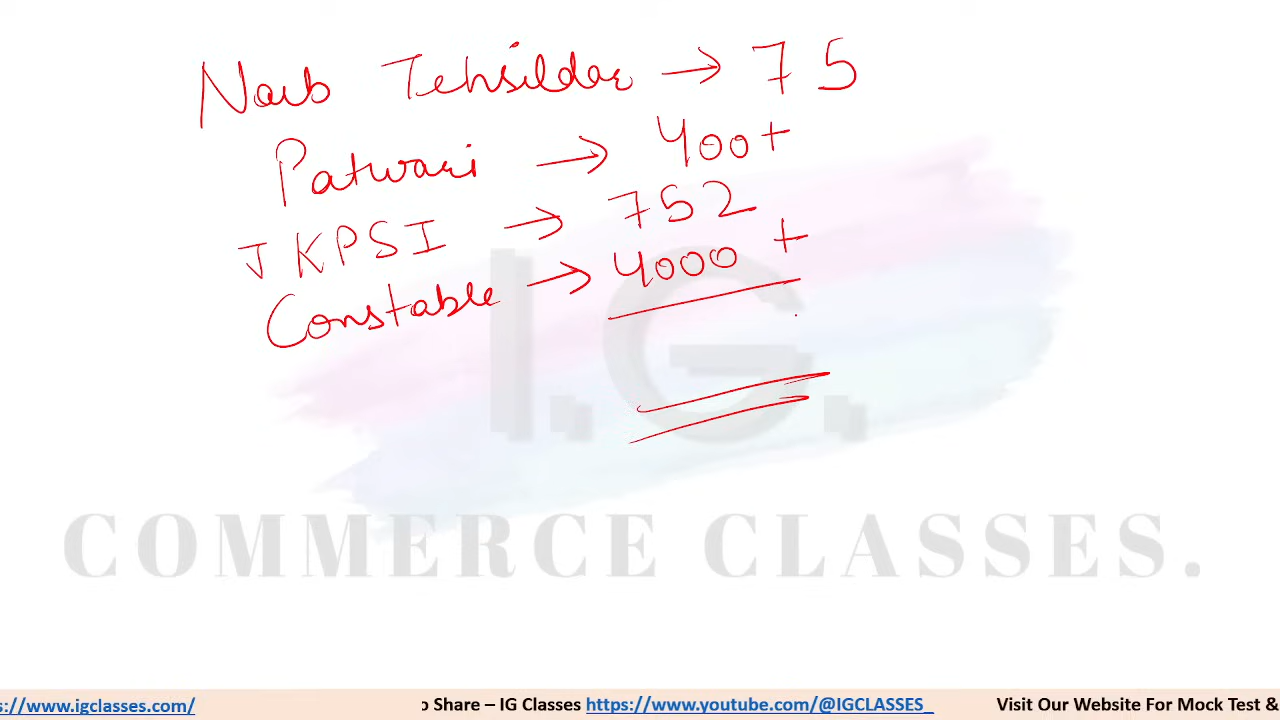 Naib Tehsildar → 75
Patwari → 400+
JKPSI → 752
Constable → 4000 +
I.G.
COMMERCE CLASSES.
s://www.igclasses.com/ Share – IG Classes https://www.youtube.com/@IGCLASSES_ Visit Our Website For Mock Test &